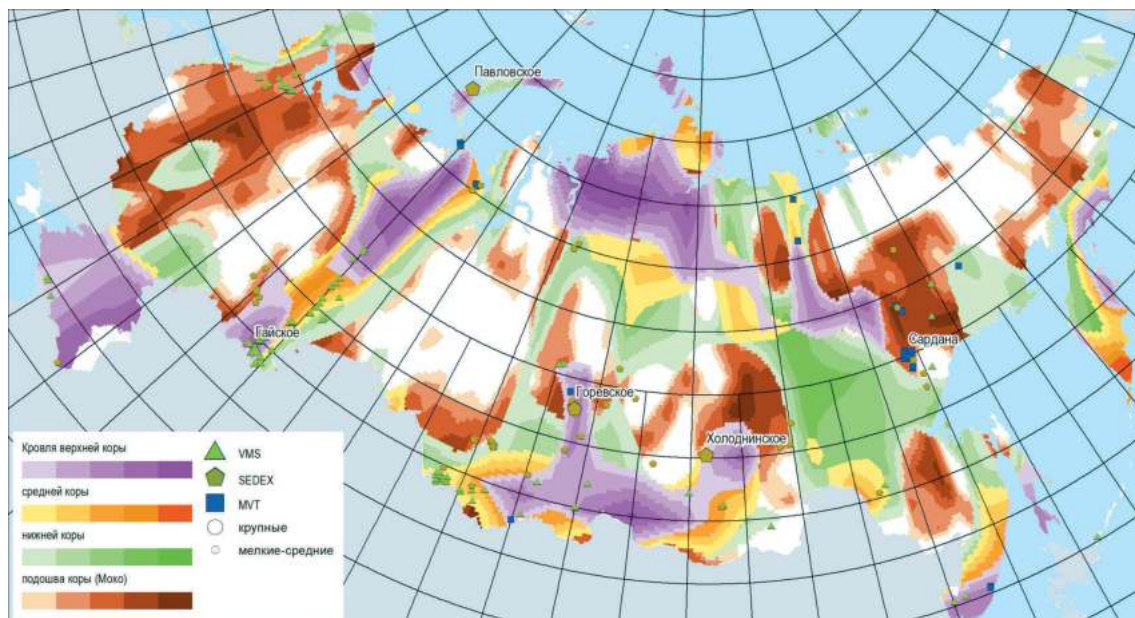 Павловское
Гайское
Сардана
Горевское
Холоднинское
Кровля верхней коры
средней коры
нижней коры
подошва коры (Мохо)
VMS
SEDEX
MVT
крупные
мелкие-средние